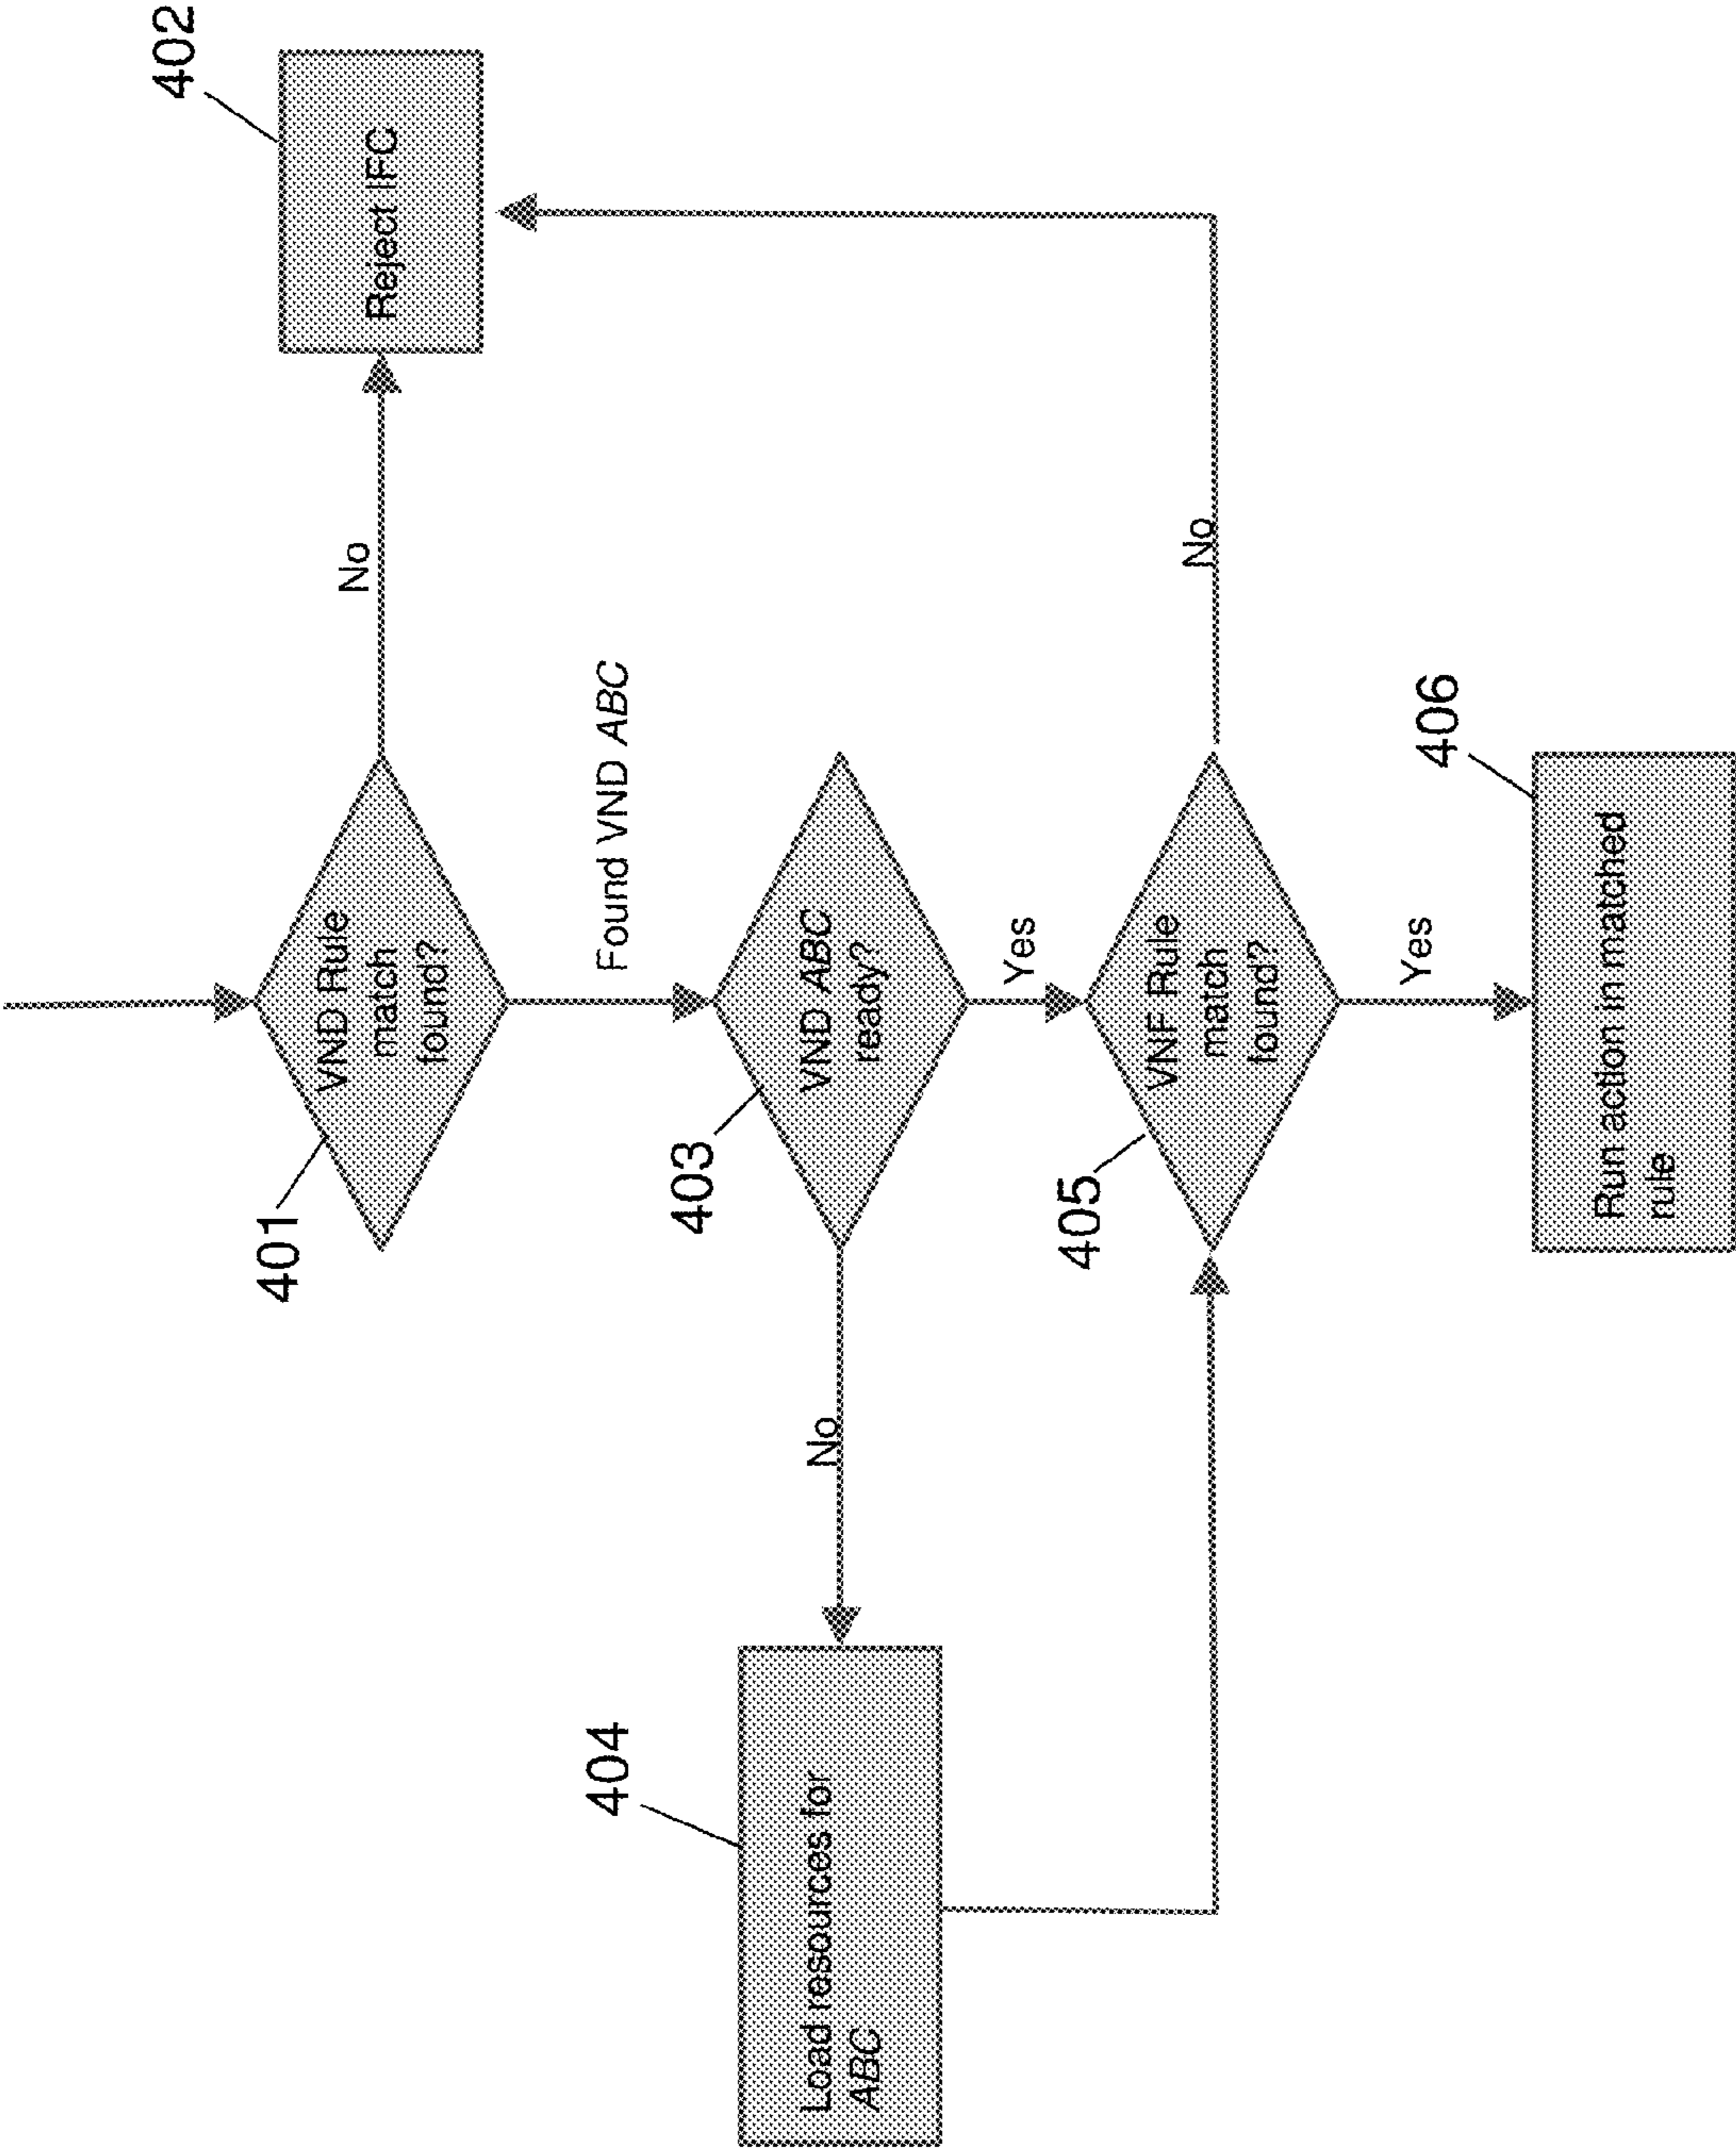 401
VND Rule
match
found?
No
402
Reject IFC
Found VND ABC
403
VND ABC
ready?
No
404
Load resources for
ABC
Yes
405
VNF Rule
match
found?
No
Yes
406
Run action in matched
rule